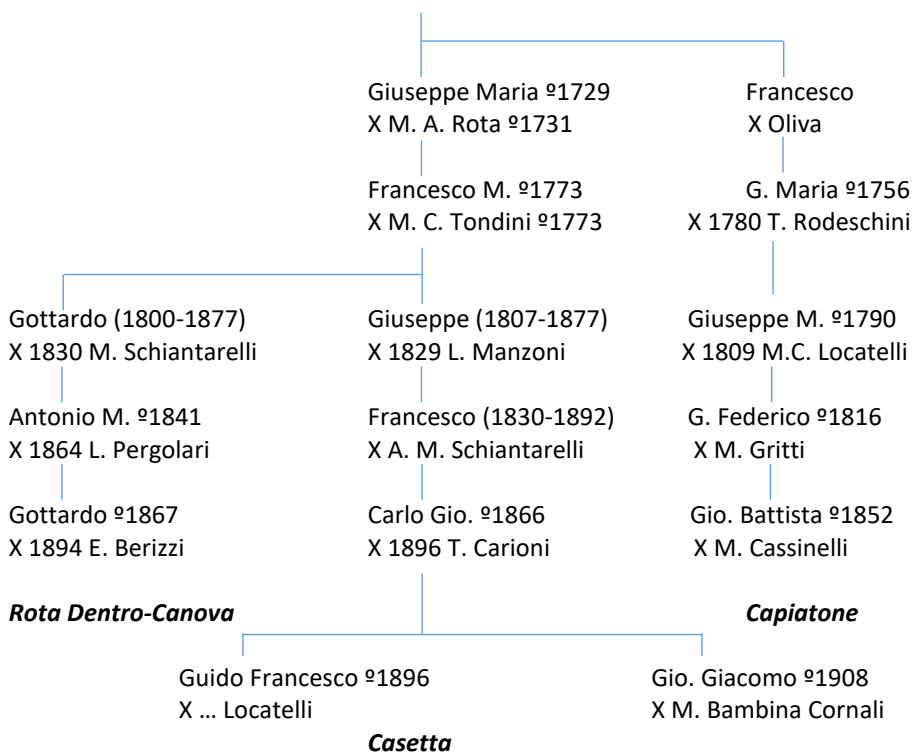 Giuseppe Maria º1729
X M. A. Rota º1731
Francesco
X Oliva
Francesco M. º1773
X M. C. Tondini º1773
G. Maria º1756
X 1780 T. Rodeschini
Gottardo (1800-1877)
X 1830 M. Schiantarelli
Giuseppe (1807-1877)
X 1829 L. Manzoni
Giuseppe M. º1790
X 1809 M.C. Locatelli
Antonio M. º1841
X 1864 L. Pergolari
Francesco (1830-1892)
X A. M. Schiantarelli
G. Federico º1816
X M. Gritti
Gottardo º1867
X 1894 E. Berizzi
Carlo Gio. º1866
X 1896 T. Carioni
Gio. Battista º1852
X M. Cassinelli
Rota Dentro-Canova
Capiatone
Guido Francesco º1896
X ... Locatelli
Gio. Giacomo º1908
X M. Bambina Cornali
Casetta